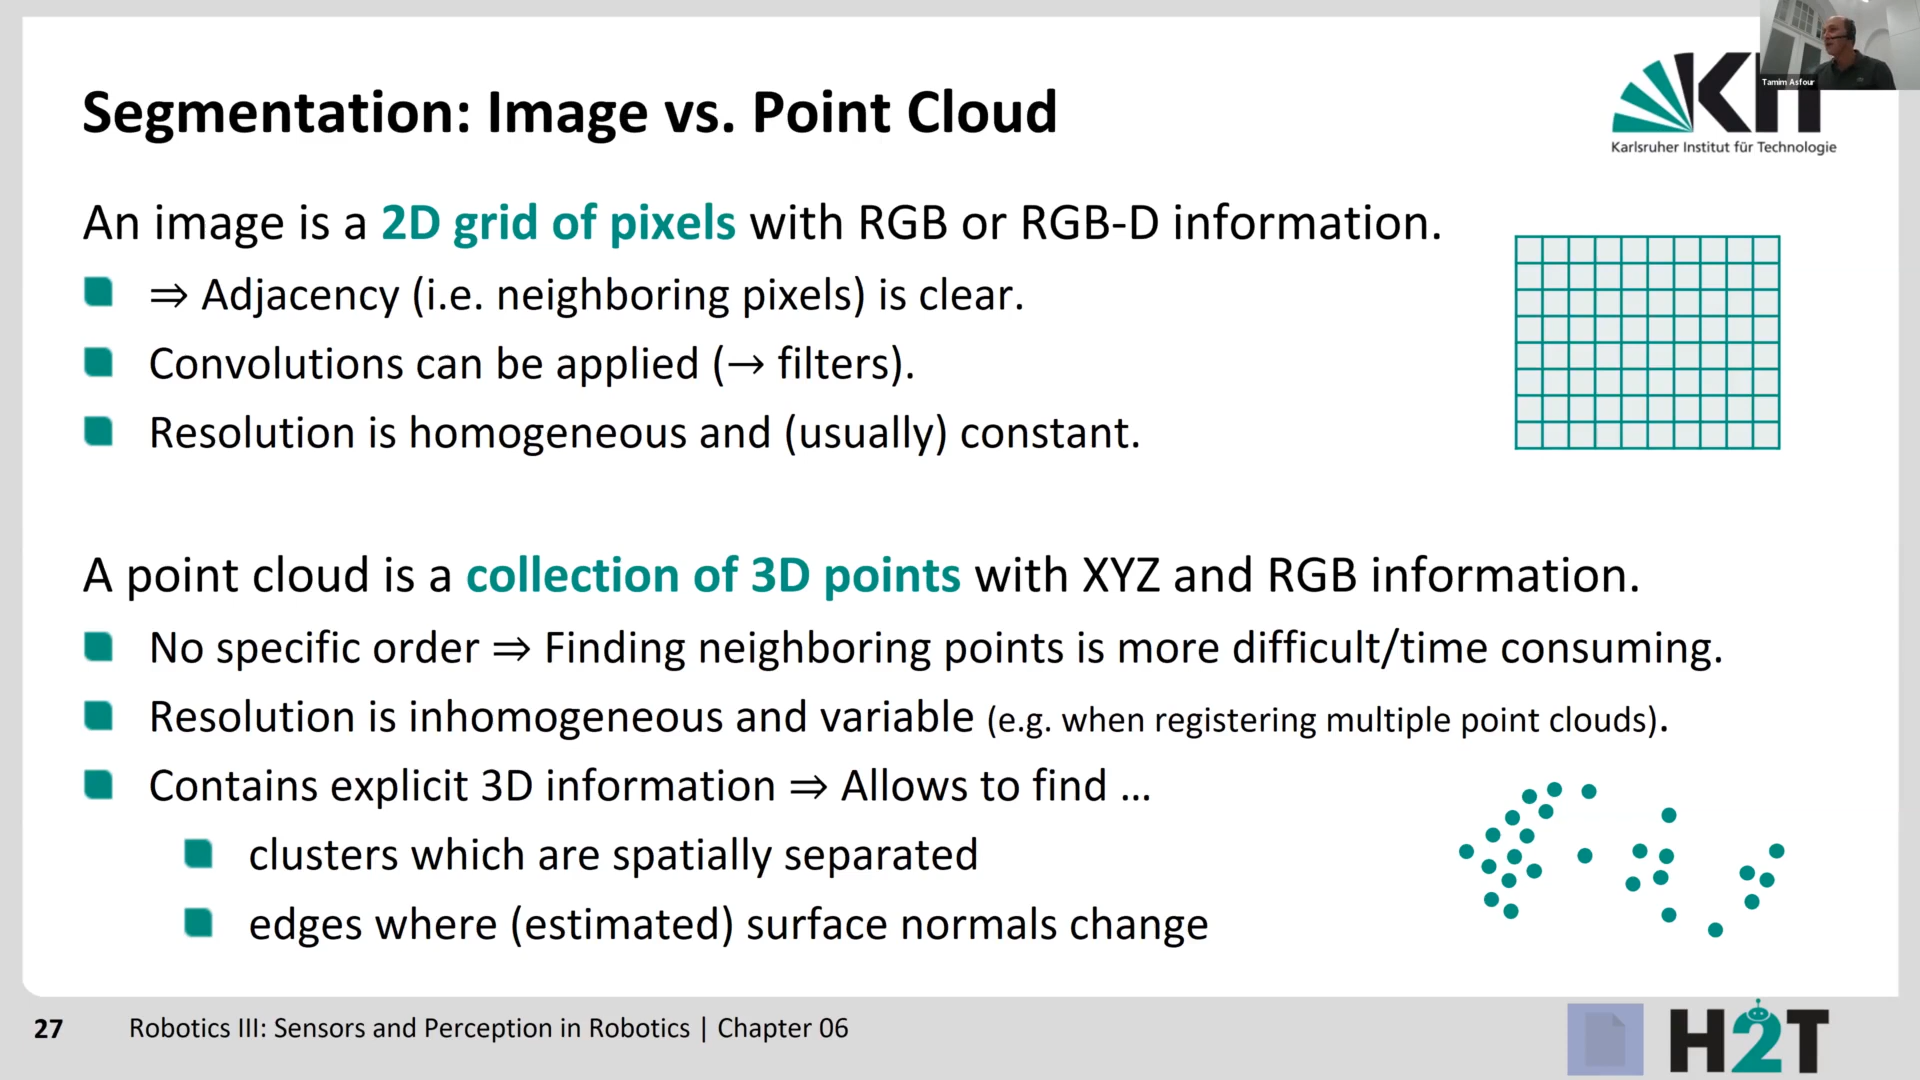 Segmentation: Image vs. Point Cloud
Tamim Asfour
KIT
Karlsruher Institut für Technologie
An image is a 2D grid of pixels with RGB or RGB-D information.
⇒ Adjacency (i.e. neighboring pixels) is clear.
Convolutions can be applied (→ filters).
Resolution is homogeneous and (usually) constant.
A point cloud is a collection of 3D points with XYZ and RGB information.
No specific order ⇒ Finding neighboring points is more difficult/time consuming.
Resolution is inhomogeneous and variable (e.g. when registering multiple point clouds).
Contains explicit 3D information ⇒ Allows to find ...
clusters which are spatially separated
edges where (estimated) surface normals change
27 Robotics III: Sensors and Perception in Robotics | Chapter 06
H2T